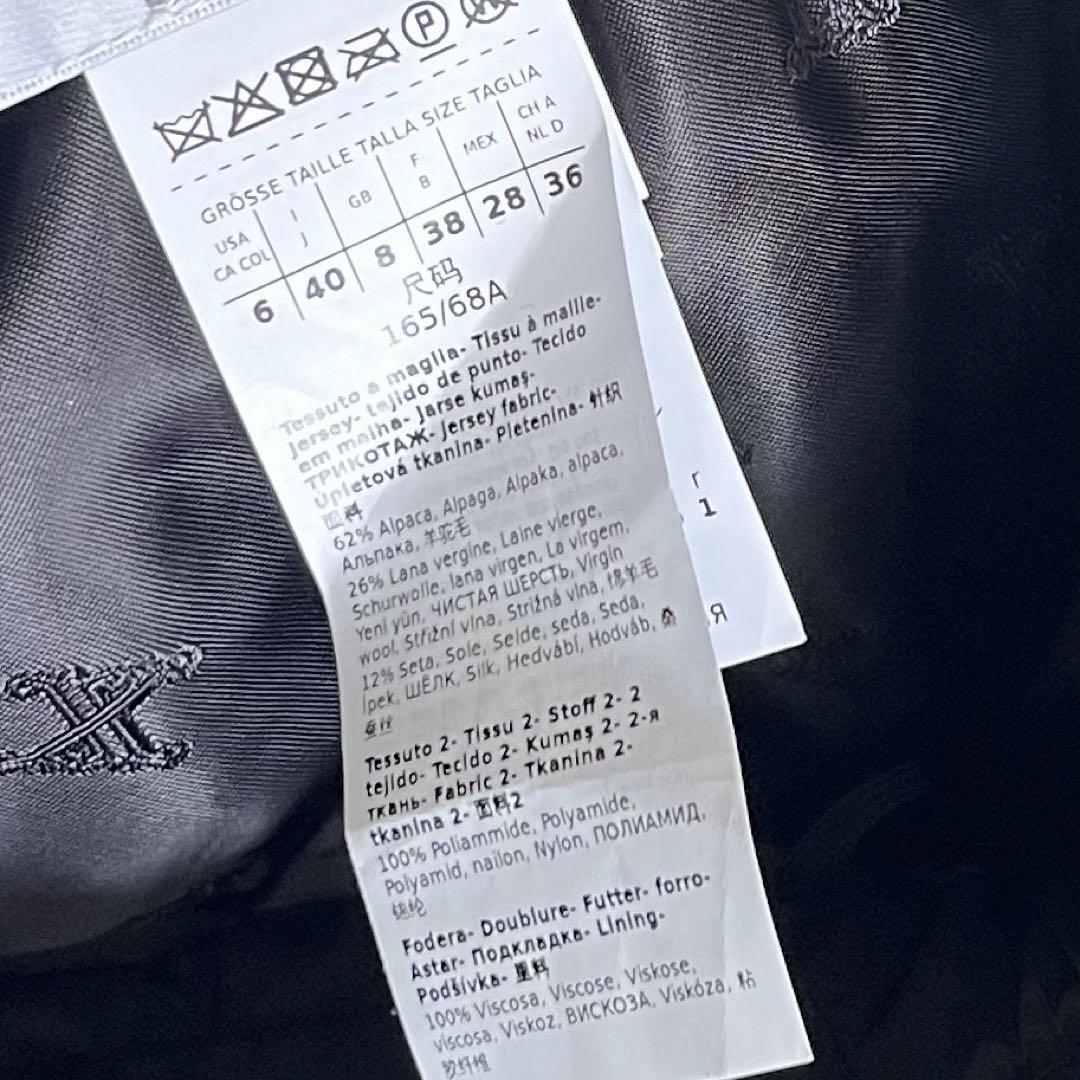 P
GRÖSSE TAILLE TALLA SIZE TAGLIA
USA
CA COL
I
J
GB
F
B
MEX
CH A
NL D
6 40 8 38 28 36
尺码
165/68A
Tessuto a maglia- Tissu à maille-
Jersey- tejido de punto- Tecido
em malha- Jarse kumaş-
ТРИКОТАЖ- Jersey fabric-
Úpletová tkanina- Pletenina- 针织
面料
62% Alpaca, Alpaga, Alpaka, alpaca,
Альпака, 羊驼毛
26% Lana vergine, Laine vierge,
Schurwolle, lana virgen, La virgem,
Yeni yün, ЧИСТАЯ ШЕРСТЬ, Virgin
wool, Střižní vlna, Strižná vlna, 绵羊毛
12% Seta, Sole, Seide, seda, Seda,
İpek, ШЁЛК, Silk, Hedvábí, Hodváb, 桑
蚕丝
Tessuto 2- Tissu 2- Stoff 2- 2
tejido- Tecido 2- Kumaş 2- 2-я
ткань- Fabric 2- Tkanina 2-
tkanina 2- 面料2
100% Poliammide, Polyamide,
Polyamid, nailon, Nylon, ПОЛИАМИД,
锦纶
Fodera- Doublure- Futter- forro-
Astar- Подкладка- Lining-
Podšívka- 里料
100% Viscosa, Viscose, Viskose,
viscosa, Viskoz, ВИСКОЗА, Viskóza, 粘
胶纤维
r
1
Я